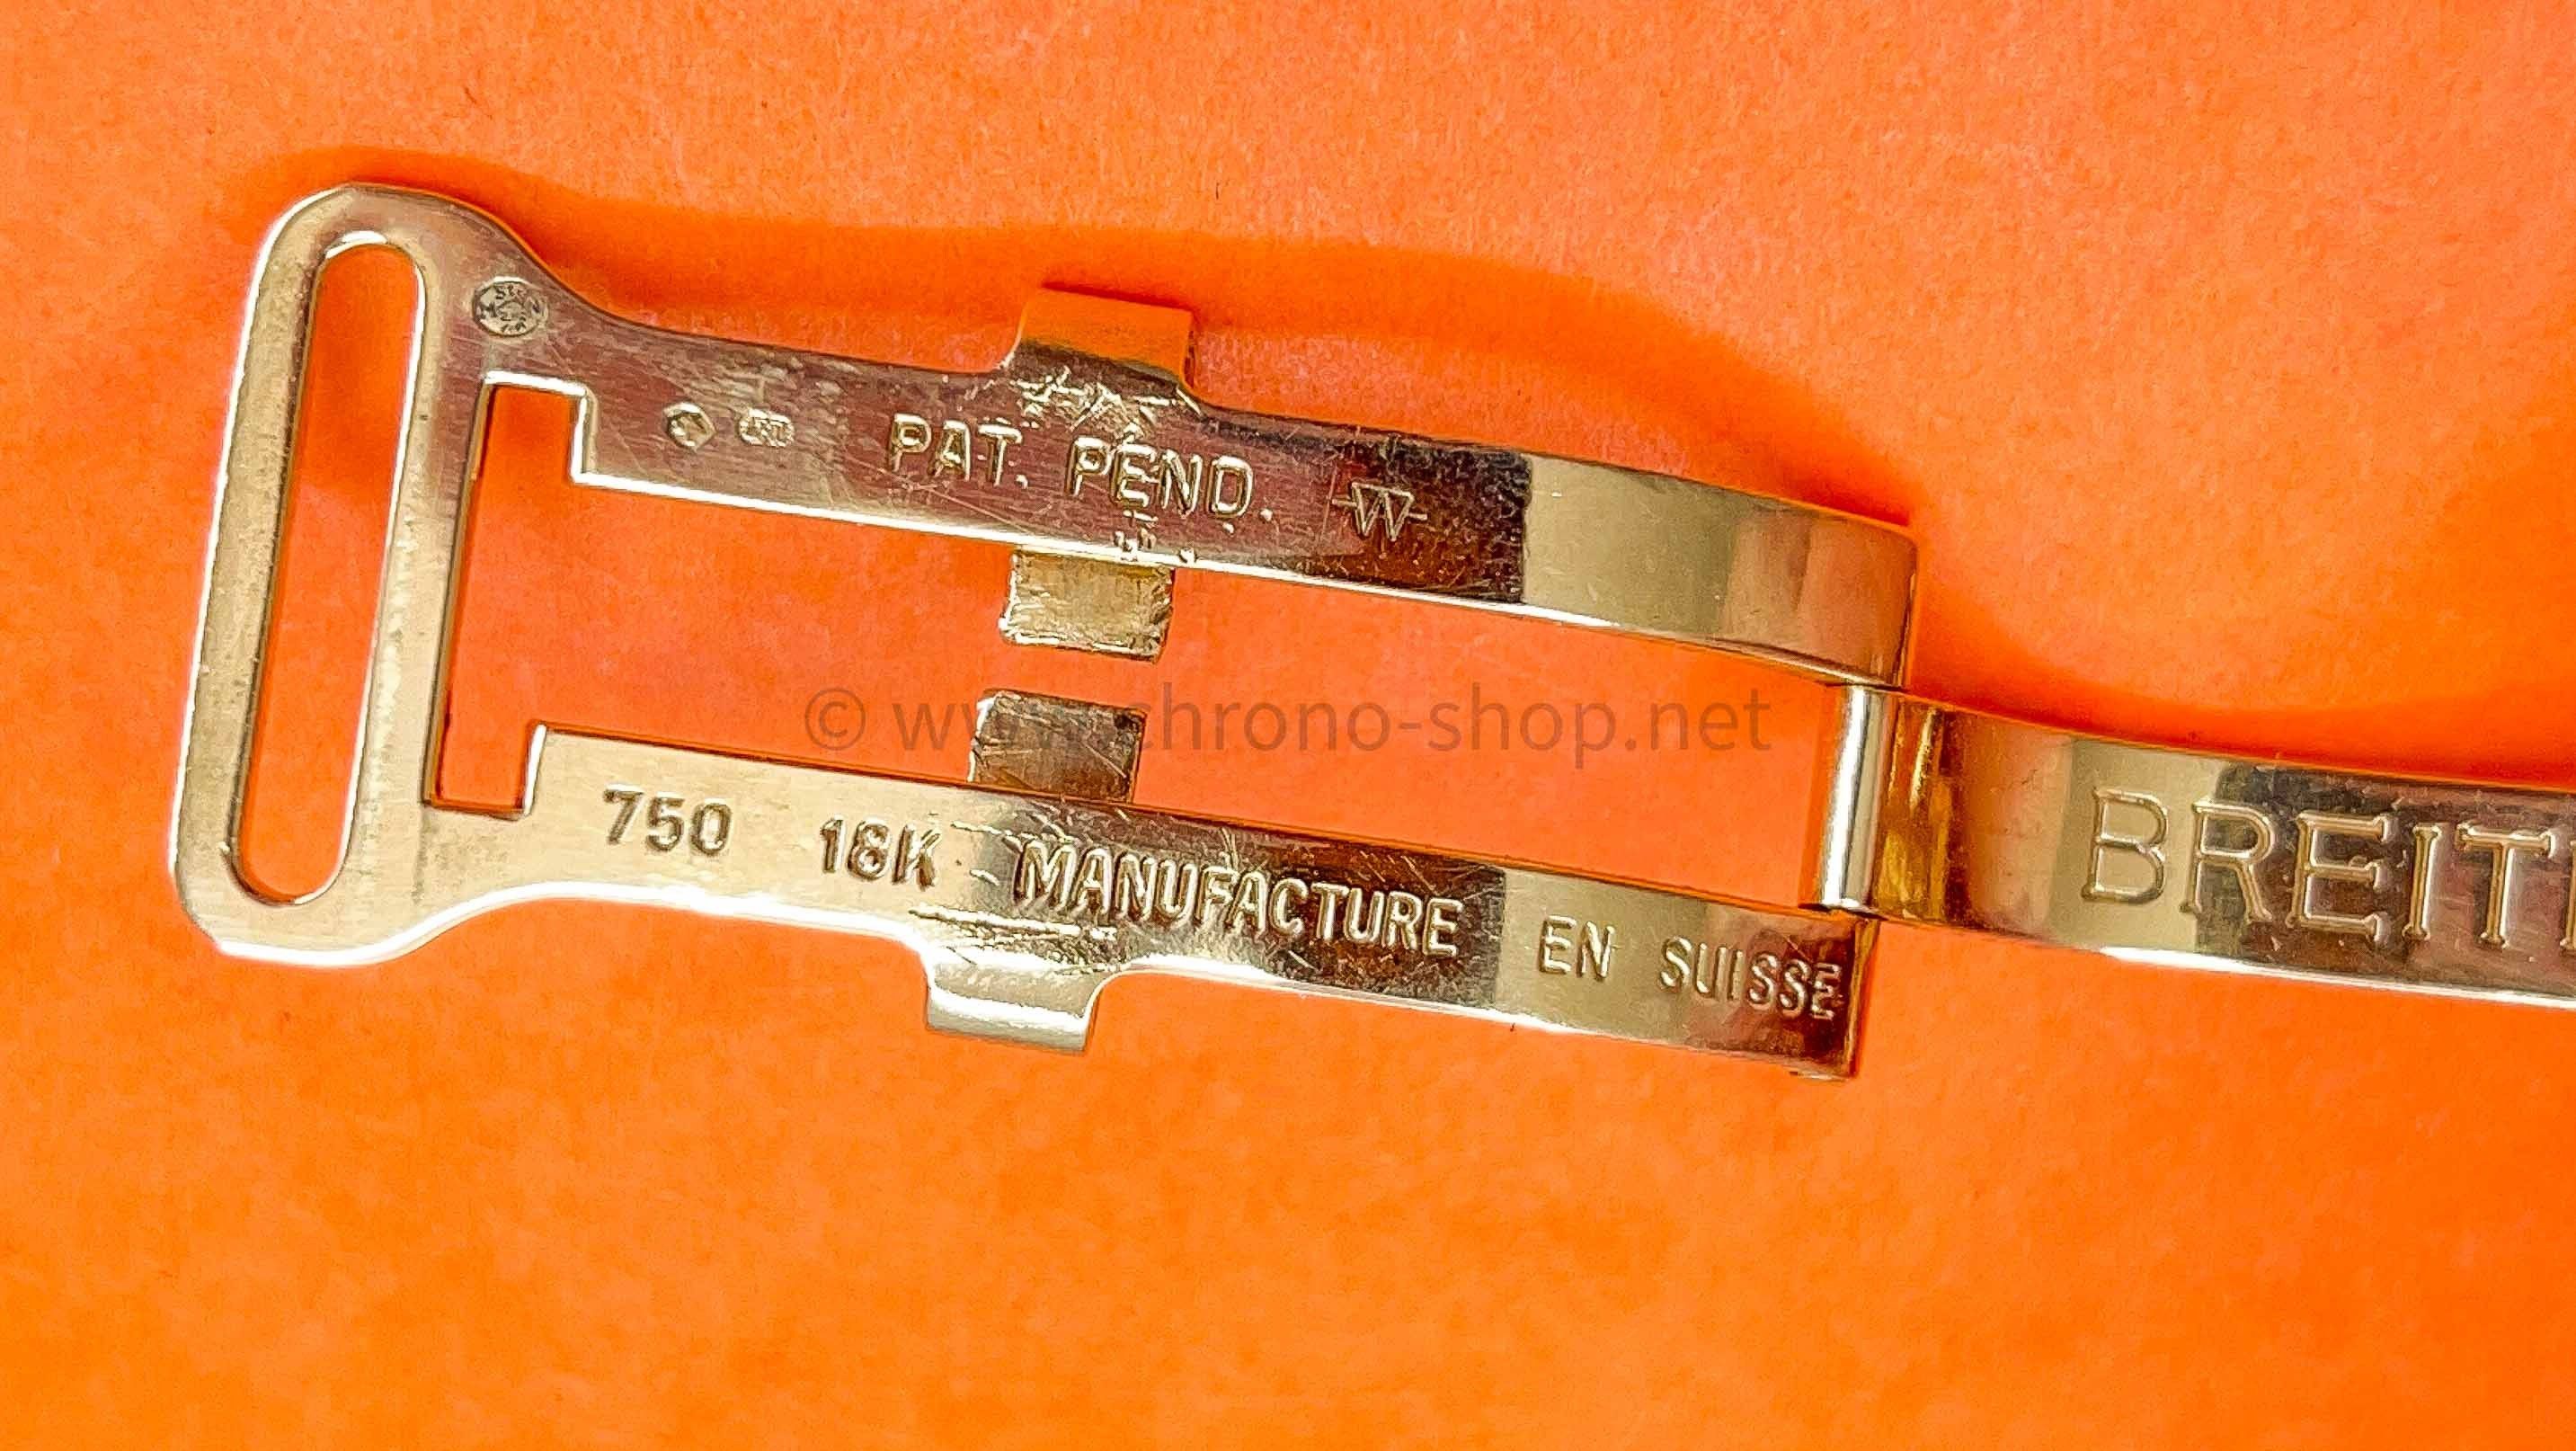 PAT. PEND. W
© www.chrono-shop.net
750 18K MANUFACTURE EN SUISSE
BREIT